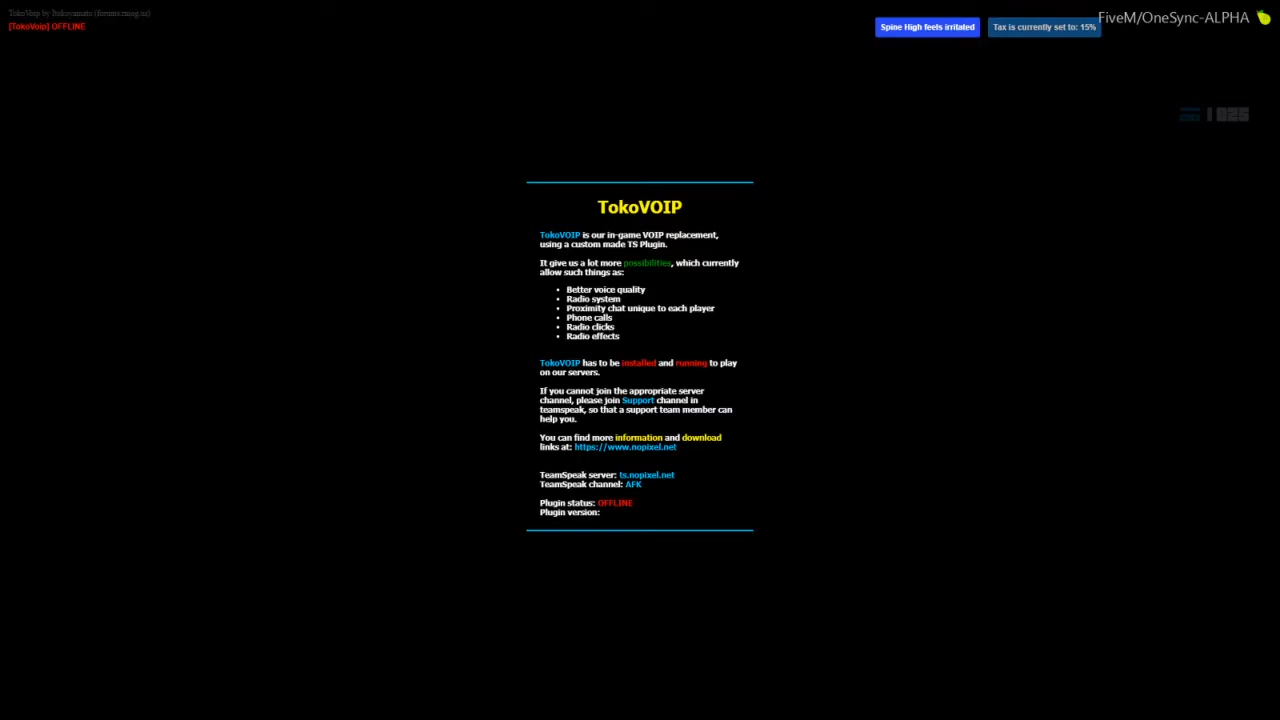 TokoVoip by Itokoyamato (forums.rmog.us)
[TokoVoip] OFFLINE
Spine High feels irritated
Tax is currently set to: 15%
FiveM/OneSync-ALPHA
TokoVOIP
TokoVOIP is our in-game VOIP replacement,
using a custom made TS Plugin.
It give us a lot more possibilities, which currently
allow such things as:
• Better voice quality
• Radio system
• Proximity chat unique to each player
• Phone calls
• Radio clicks
• Radio effects
TokoVOIP has to be installed and running to play
on our servers.
If you cannot join the appropriate server
channel, please join Support channel in
teamspeak, so that a support team member can
help you.
You can find more information and download
links at: https://www.nopixel.net
TeamSpeak server: ts.nopixel.net
TeamSpeak channel: AFK
Plugin status: OFFLINE
Plugin version: